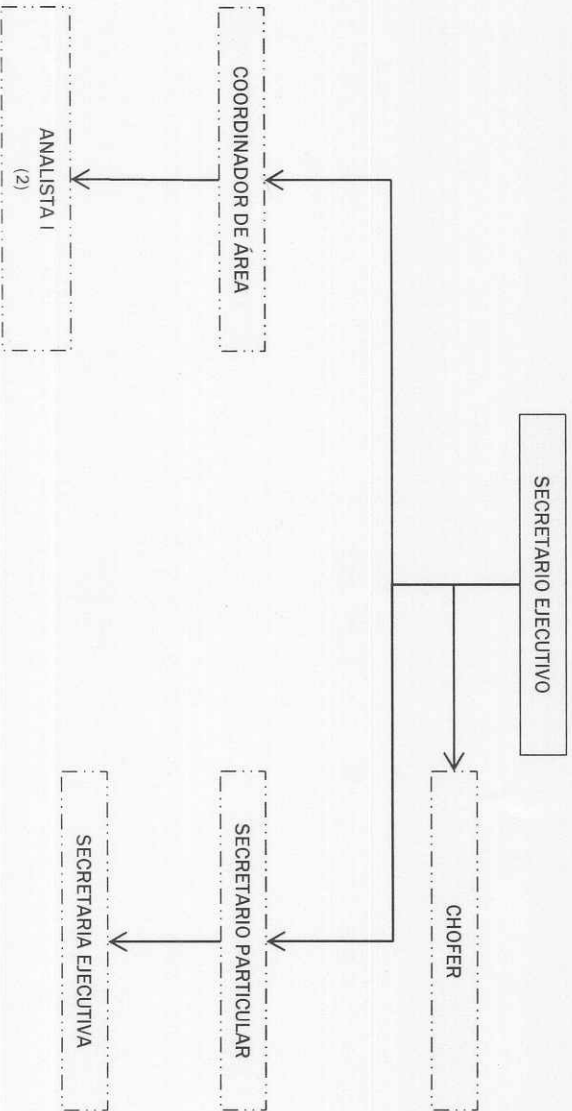 SECRETARIO EJECUTIVO
CHOFER
COORDINADOR DE ÁREA
SECRETARIO PARTICULAR
ANALISTA I
(2)
SECRETARIA EJECUTIVA